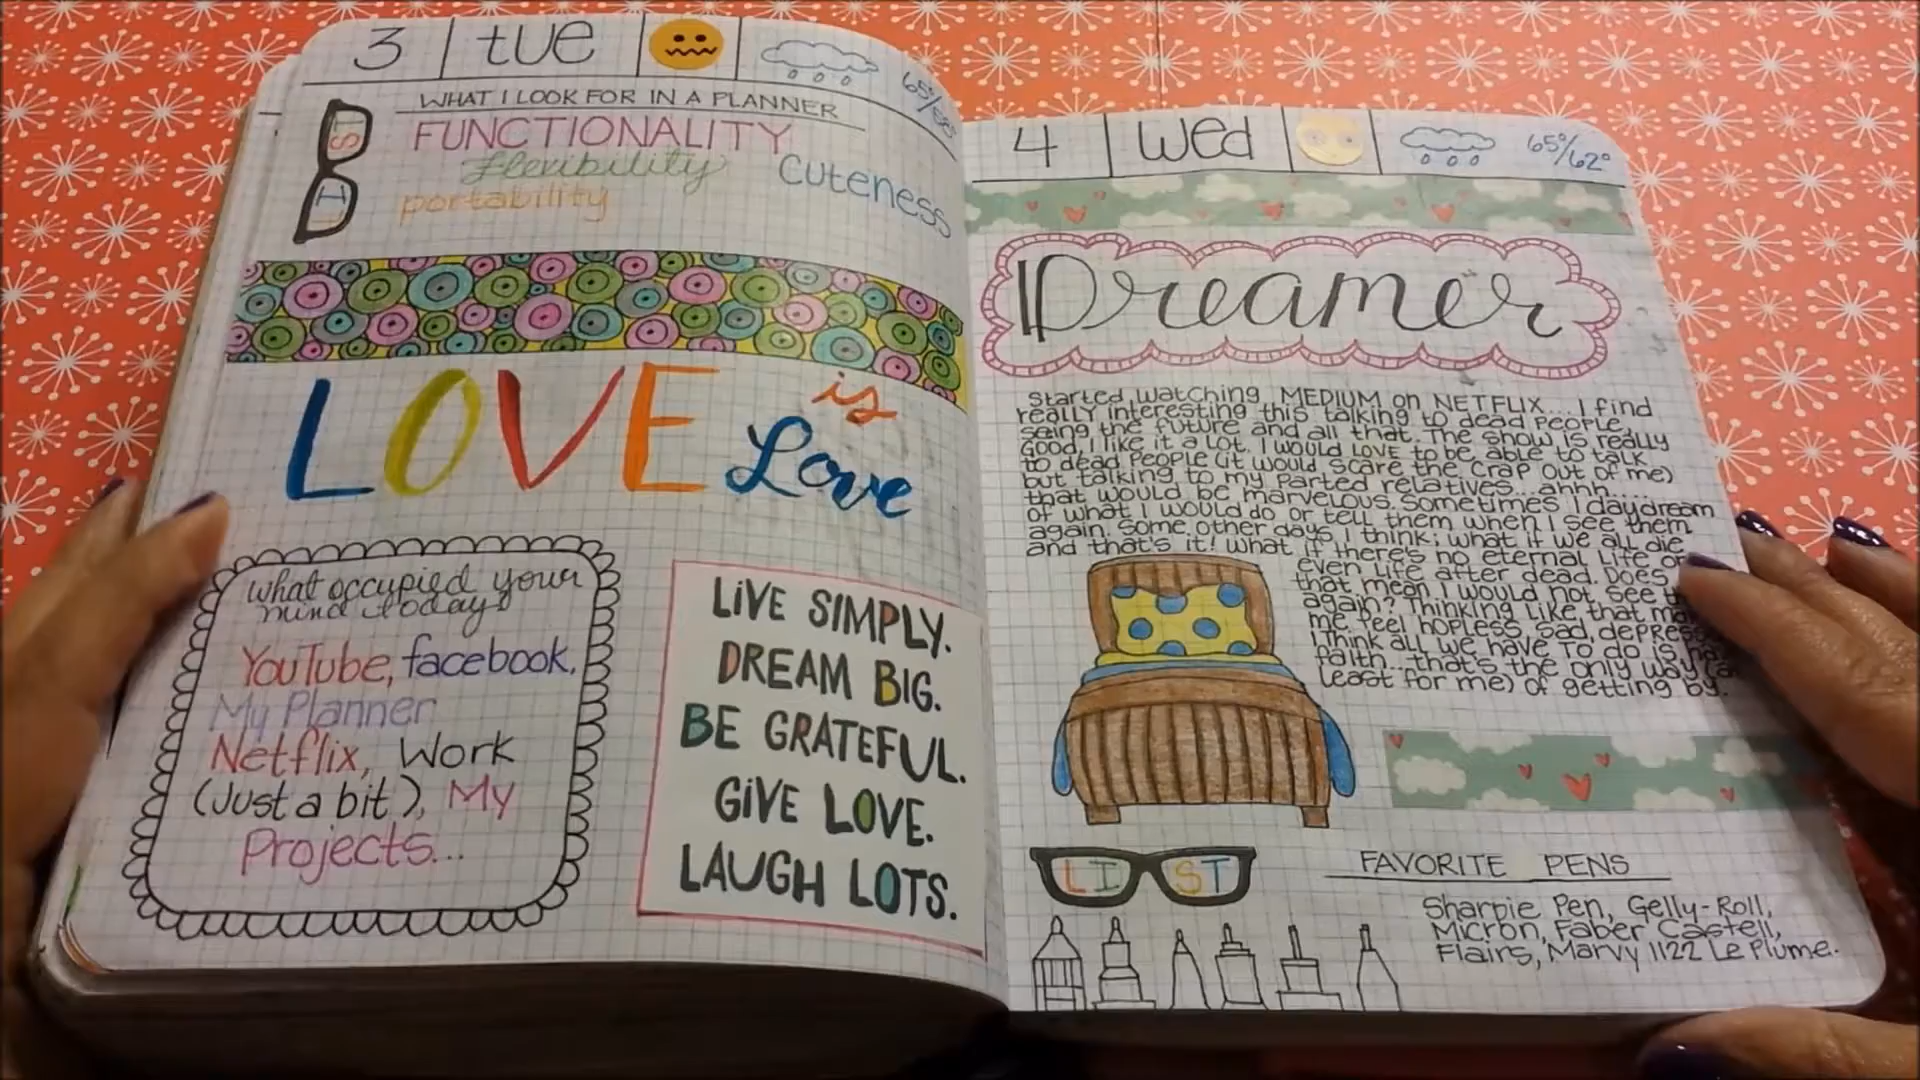 3 tue 65°/
LIST
WHAT I LOOK FOR IN A PLANNER
FUNCTIONALITY
flexibility
Cuteness
portability
LOVE is
Love
what occupied your
mind today?
YouTube, facebook,
My Planner
Netflix, Work
(Just a bit), My
Projects...
LIVE SIMPLY.
DREAM BIG.
BE GRATEFUL.
GIVE LOVE.
LAUGH LOTS.
4 wed 65°/62°
Dreamer
Started watching MEDIUM on NETFLIX... I find
really interesting this talking to dead people,
seing the future and all that. The show is really
Good, I like it a lot. I would LOVE to be able to talk
to dead people (it would scare the crap out of me)
but talking to my parted relatives... ahhh....
that would be marvelous. Sometimes I daydream
of what I would do or tell them when I see them
again. Some other days I think: what if we all die
and that's it! What if there's no eternal life or
even life after dead. Does
that mean I would not see
again? Thinking like that
me feel hopless, sad,
I think all we have to do is
faith... that's the only way
least for me) of getting by.
LIST
FAVORITE PENS
Sharpie Pen, Gelly-Roll,
Micron, Faber Castell,
Flairs, Marvy 1122 Le Plume.